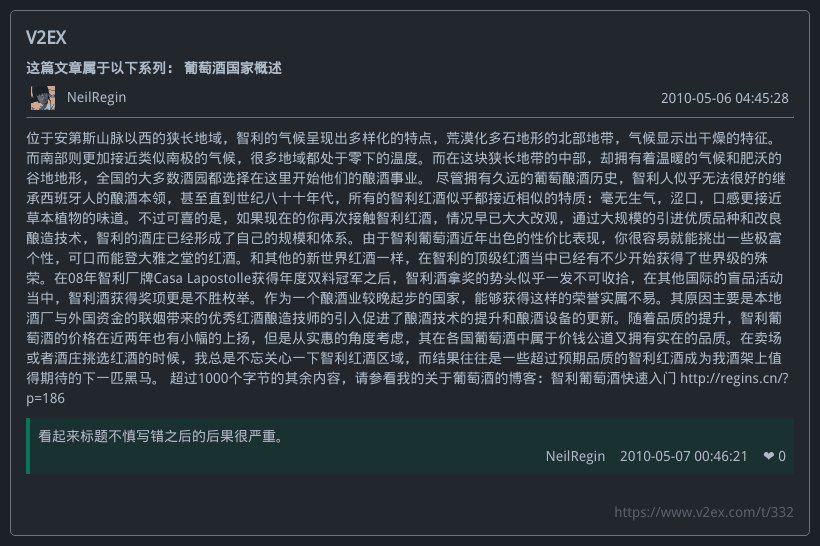 V2EX
这篇文章属于以下系列： 葡萄酒国家概述
NeilRegin
2010-05-06 04:45:28
位于安第斯山脉以西的狭长地域，智利的气候呈现出多样化的特点，荒漠化多石地形的北部地带，气候显示出干燥的特征。
而南部则更加接近类似南极的气候，很多地域都处于零下的温度。而在这块狭长地带的中部，却拥有着温暖的气候和肥沃的
谷地地形，全国的大多数酒园都选择在这里开始他们的酿酒事业。 尽管拥有久远的葡萄酿酒历史，智利人似乎无法很好的继
承西班牙人的酿酒本领，甚至直到世纪八十十年代，所有的智利红酒似乎都接近相似的特质：毫无生气，涩口，口感更接近
草本植物的味道。不过可喜的是，如果现在的你再次接触智利红酒，情况早已大大改观，通过大规模的引进优质品种和改良
酿造技术，智利的酒庄已经形成了自己的规模和体系。由于智利葡萄酒近年出色的性价比表现，你很容易就能挑出一些极富
个性，可口而能登大雅之堂的红酒。和其他的新世界红酒一样，在智利的顶级红酒当中已经有不少开始获得了世界级的殊
荣。在08年智利厂牌Casa Lapostolle获得年度双料冠军之后，智利酒拿奖的势头似乎一发不可收拾，在其他国际的盲品活动
当中，智利酒获得奖项更是不胜枚举。作为一个酿酒业较晚起步的国家，能够获得这样的荣誉实属不易。其原因主要是本地
酒厂与外国资金的联姻带来的优秀红酒酿造技师的引入促进了酿酒技术的提升和酿酒设备的更新。随着品质的提升，智利葡
萄酒的价格在近两年也有小幅的上扬，但是从实惠的角度考虑，其在各国葡萄酒中属于价钱公道又拥有实在的品质。在卖场
或者酒庄挑选红酒的时候，我总是不忘关心一下智利红酒区域，而结果往往是一些超过预期品质的智利红酒成为我酒架上值
得期待的下一匹黑马。 超过1000个字节的其余内容，请参看我的关于葡萄酒的博客：智利葡萄酒快速入门 http://regins.cn/?
p=186
看起来标题不慎写错之后的后果很严重。
NeilRegin 2010-05-07 00:46:21 ❤ 0
https://www.v2ex.com/t/332